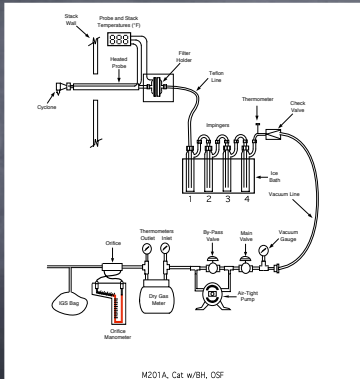 Stack
Wall
Probe and Stack
Temperatures (°F)
888
Heated
Probe
Filter
Holder
Teflon
Line
Cyclone
Thermometer
Check
Valve
Impingers
Ice
Bath
1 2 3 4
Vacuum Line
Orifice
Thermometers
Outlet Inlet
By-Pass
Valve
Main
Valve
Vacuum
Gauge
IGS Bag
Dry Gas
Meter
Air-Tight
Pump
Orifice
Manometer
M201A, Cat w/BH, OSF